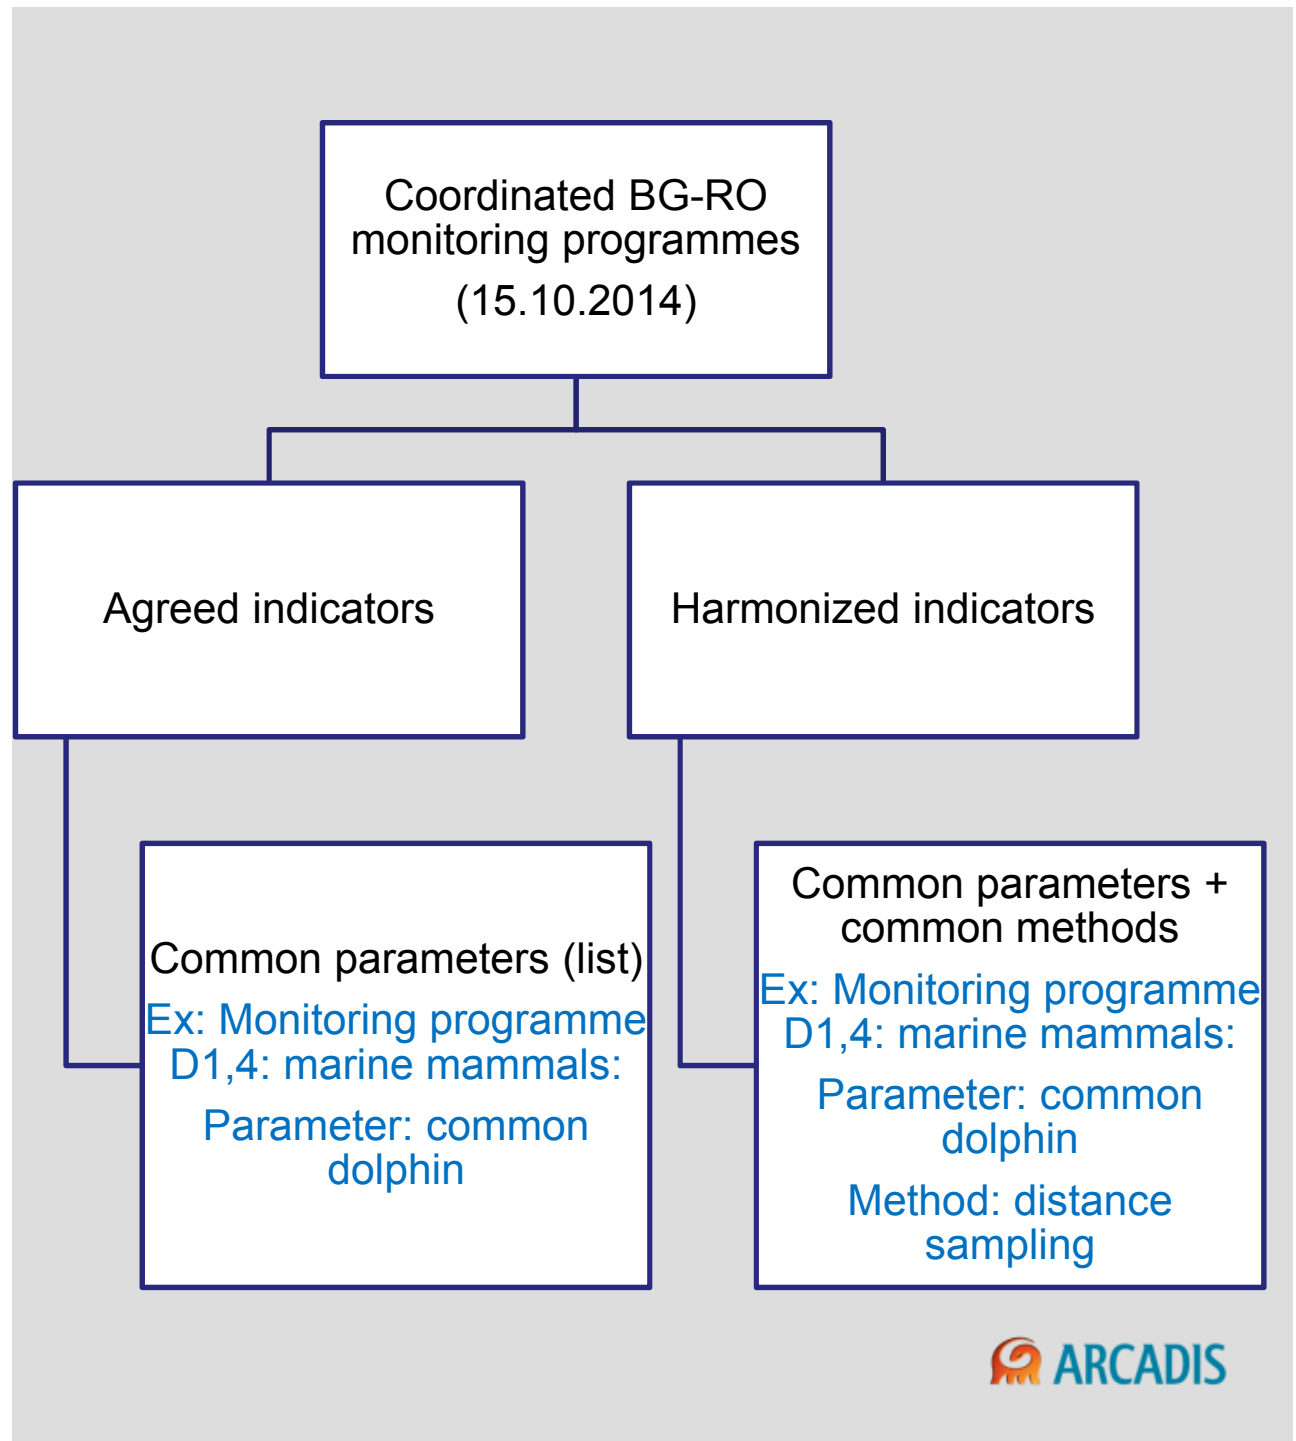 Coordinated BG-RO
monitoring programmes
(15.10.2014)
Agreed indicators
Harmonized indicators
Common parameters (list)
Ex: Monitoring programme
D1,4: marine mammals:
Parameter: common
dolphin
Common parameters +
common methods
Ex: Monitoring programme
D1,4: marine mammals:
Parameter: common
dolphin
Method: distance
sampling
ARCADIS